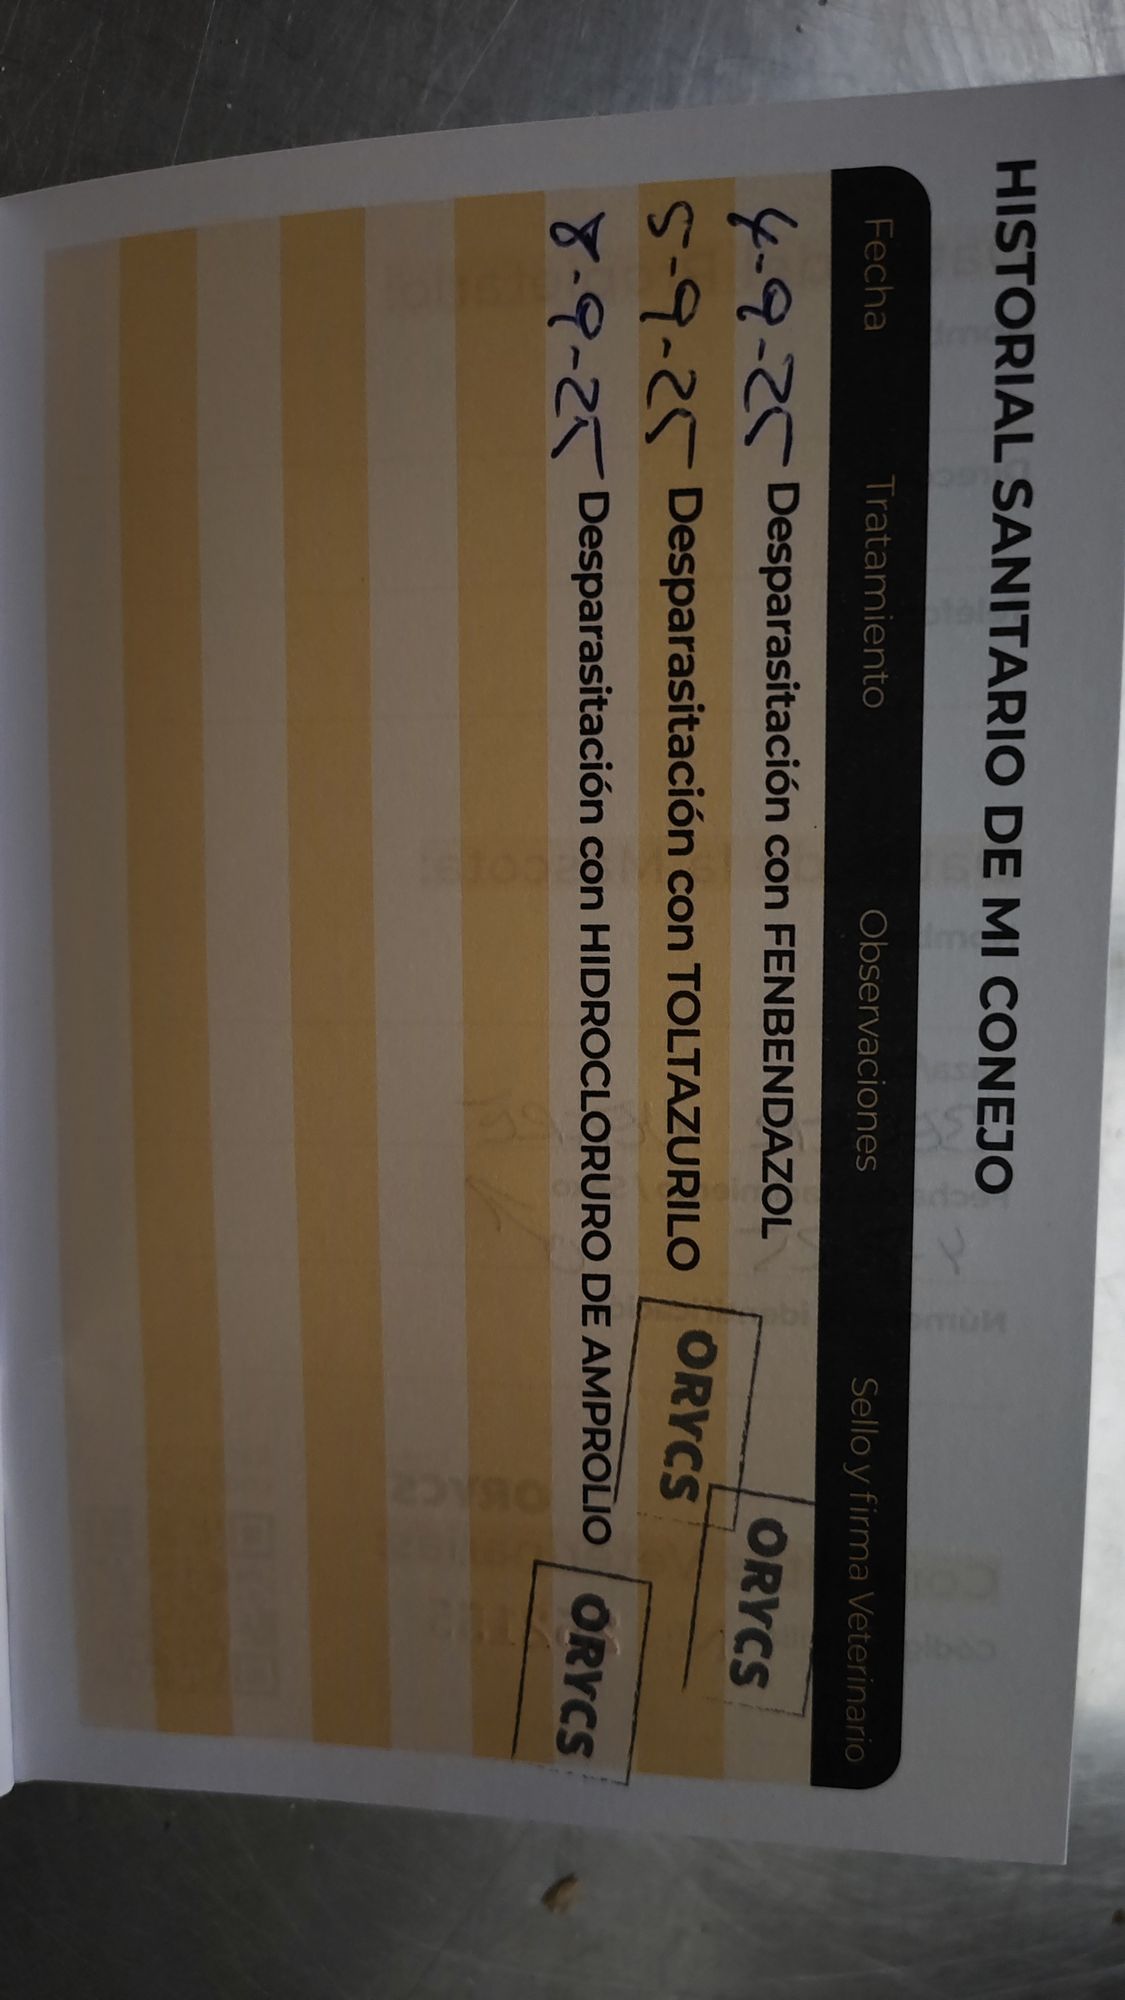 HISTORIAL SANITARIO DE MI CONEJO
Fecha Tratamiento Observaciones Sello y firma Veterinario
4-9-25 Desparasitación con FENBENDAZOL ORYCS
5-9-25 Desparasitación con TOLTAZURILO ORYCS
8-9-25 Desparasitación con HIDROCLORURO DE AMPROLIO ORYCS